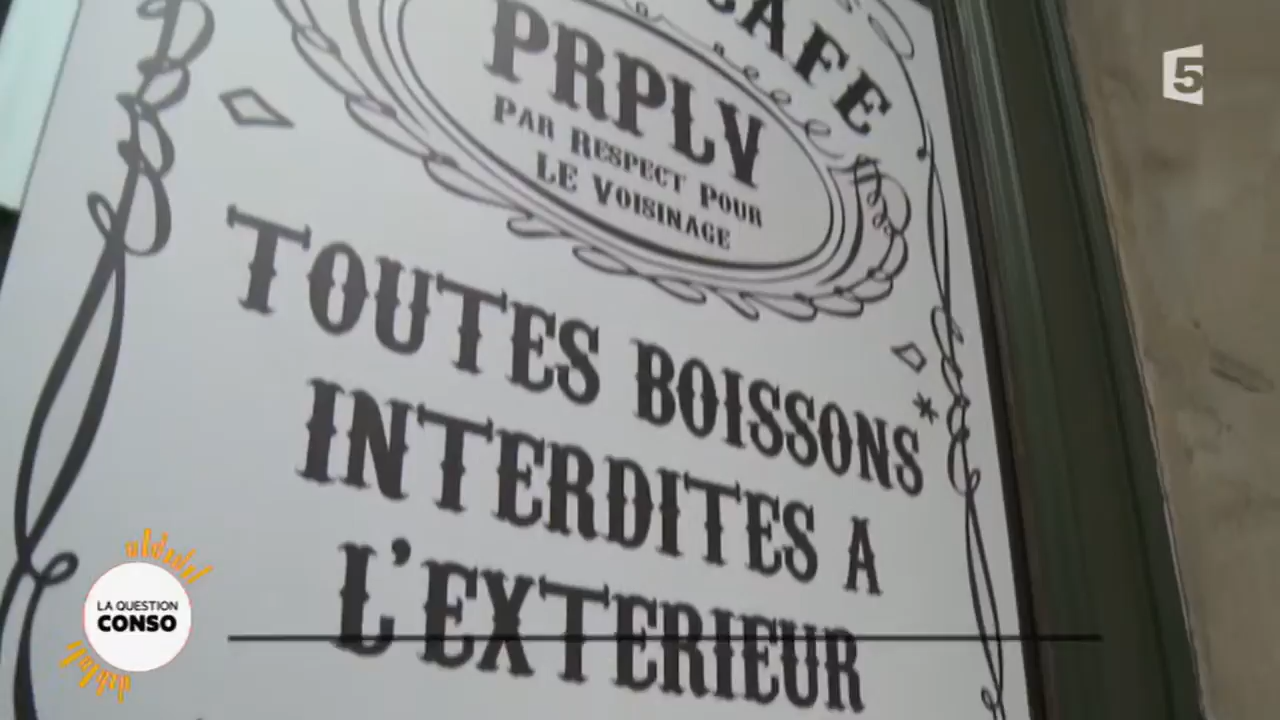 CAFE
5
PRPLV
PAR RESPECT POUR
LE VOISINAGE
TOUTES BOISSONS*
INTERDITES A
L'EXTERIEUR
LA QUESTION
CONSO